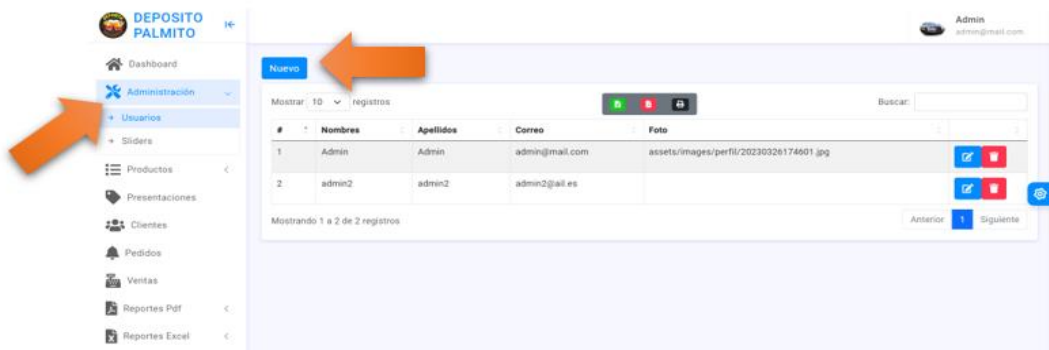 DEPOSITO
PALMITO
Admin
admin@mail.com
Dashboard
Administración
Usuarios
Sliders
Productos
Presentaciones
Clientes
Pedidos
Ventas
Reportes Pdf
Reportes Excel
Nuevo
Mostrar 10 registros
Buscar:
# Nombres Apellidos Correo Foto
1 Admin Admin admin@mail.com assets/images/perfil/20230326174601.jpg
2 admin2 admin2 admin2@ail.es
Mostrando 1 a 2 de 2 registros
Anterior 1 Siguiente